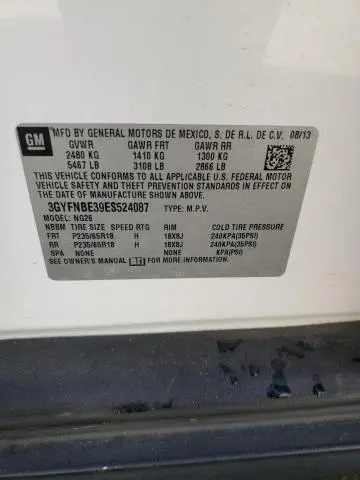 GM
MFD BY GENERAL MOTORS DE MEXICO, S. DE R.L. DE C.V. 08/13
GVWR GAWR FRT GAWR RR
2480 KG 1410 KG 1300 KG
5467 LB 3108 LB 2866 LB
THIS VEHICLE CONFORMS TO ALL APPLICABLE U.S. FEDERAL MOTOR
VEHICLE SAFETY, BUMPER, AND THEFT PREVENTION STANDARDS IN
EFFECT ON THE DATE OF MANUFACTURE SHOWN ABOVE.
3GYFNBE39ES524087 TYPE: M.P.V.
MODEL: NG26
NBBM TIRE SIZE SPEED RTG RIM COLD TIRE PRESSURE
FRT P235/65R18 H 18X8J 240KPA(35PSI)
RR P235/65R18 H 18X8J 240KPA(35PSI)
SPA NONE NONE KPA(PSI)
SEE OWNER'S MANUAL FOR MORE INFORMATION.